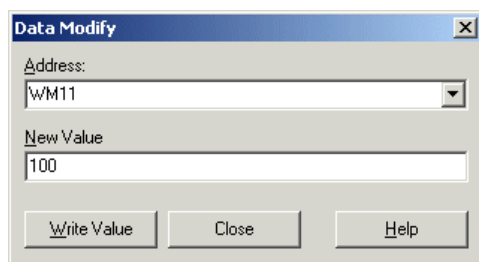 Data Modify
Address:
WM11
New Value
100
Write Value Close Help